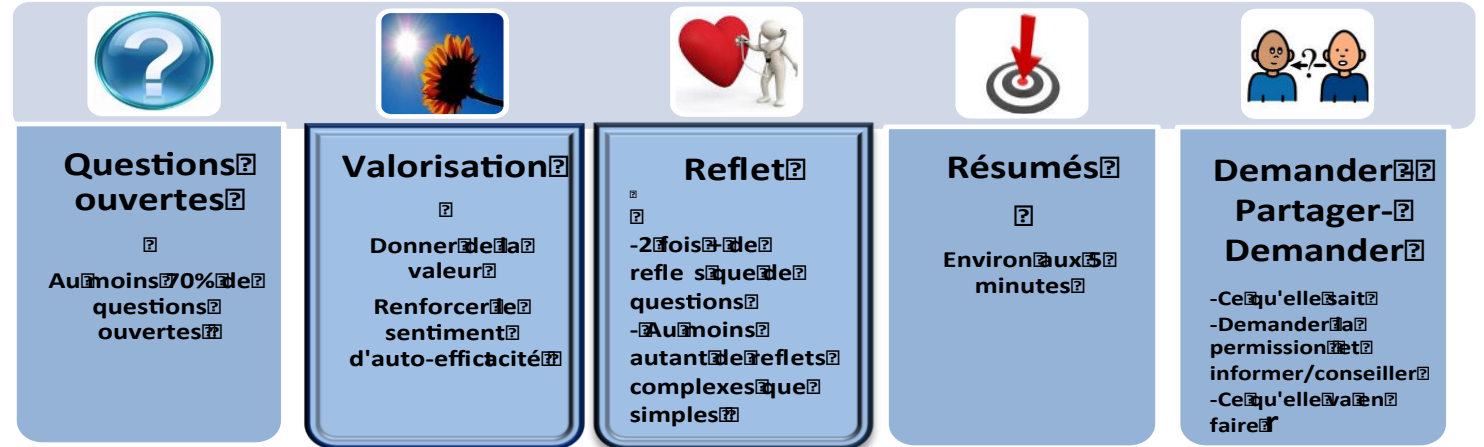 ?
Questions
ouvertes
Au moins 70% de
questions
ouvertes
Valorisation
Donner de la
valeur
Renforcer le
sentiment
d'auto-efficacité
Reflet
-2 fois + de
refle s que de
questions
- Au moins
autant de reflets
complexes que
simples
Résumés
Environ aux 5
minutes
?
Demander -
Partager-
Demander
-Ce qu'elle sait
-Demander la
permission et
informer/conseiller
-Ce qu'elle va en
faire r